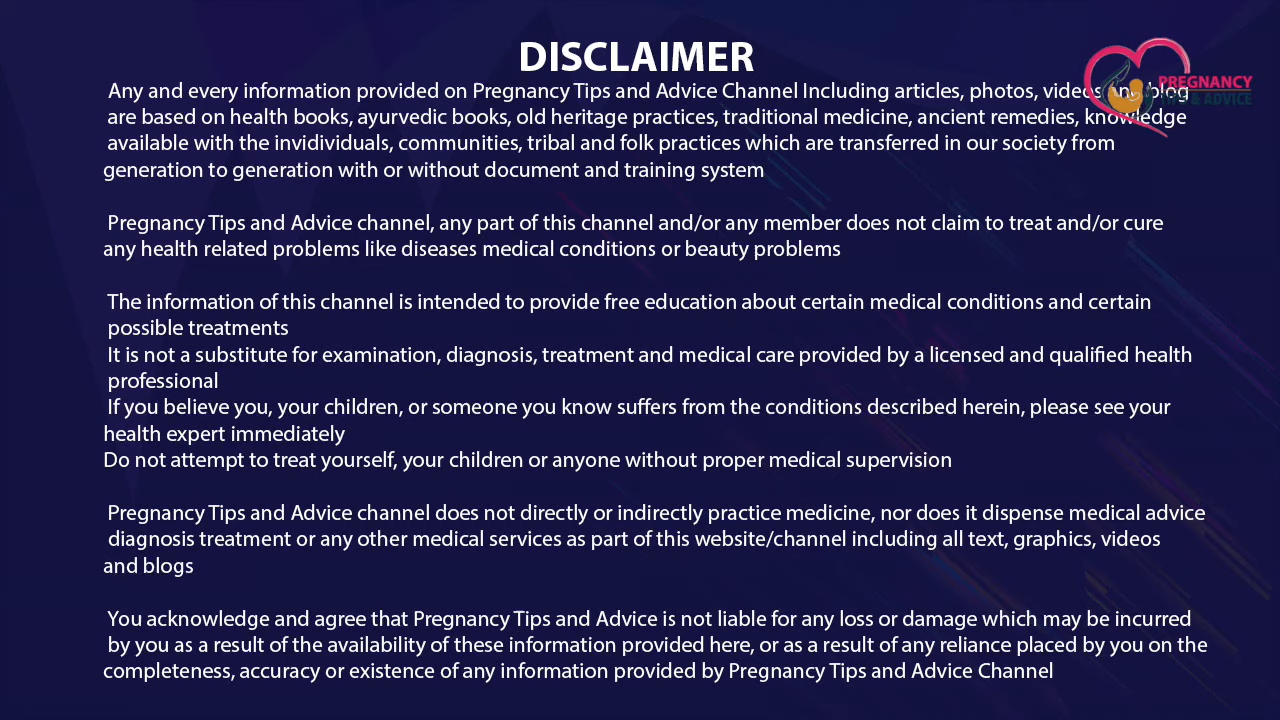 DISCLAIMER
Any and every information provided on Pregnancy Tips and Advice Channel Including articles, photos, videos and blog
are based on health books, ayurvedic books, old heritage practices, traditional medicine, ancient remedies, knowledge
available with the invidividuals, communities, tribal and folk practices which are transferred in our society from
generation to generation with or without document and training system
Pregnancy Tips and Advice channel, any part of this channel and/or any member does not claim to treat and/or cure
any health related problems like diseases medical conditions or beauty problems
The information of this channel is intended to provide free education about certain medical conditions and certain
possible treatments
It is not a substitute for examination, diagnosis, treatment and medical care provided by a licensed and qualified health
professional
If you believe you, your children, or someone you know suffers from the conditions described herein, please see your
health expert immediately
Do not attempt to treat yourself, your children or anyone without proper medical supervision
Pregnancy Tips and Advice channel does not directly or indirectly practice medicine, nor does it dispense medical advice
diagnosis treatment or any other medical services as part of this website/channel including all text, graphics, videos
and blogs
You acknowledge and agree that Pregnancy Tips and Advice is not liable for any loss or damage which may be incurred
by you as a result of the availability of these information provided here, or as a result of any reliance placed by you on the
completeness, accuracy or existence of any information provided by Pregnancy Tips and Advice Channel
PREGNANCY
TIPS & ADVICE